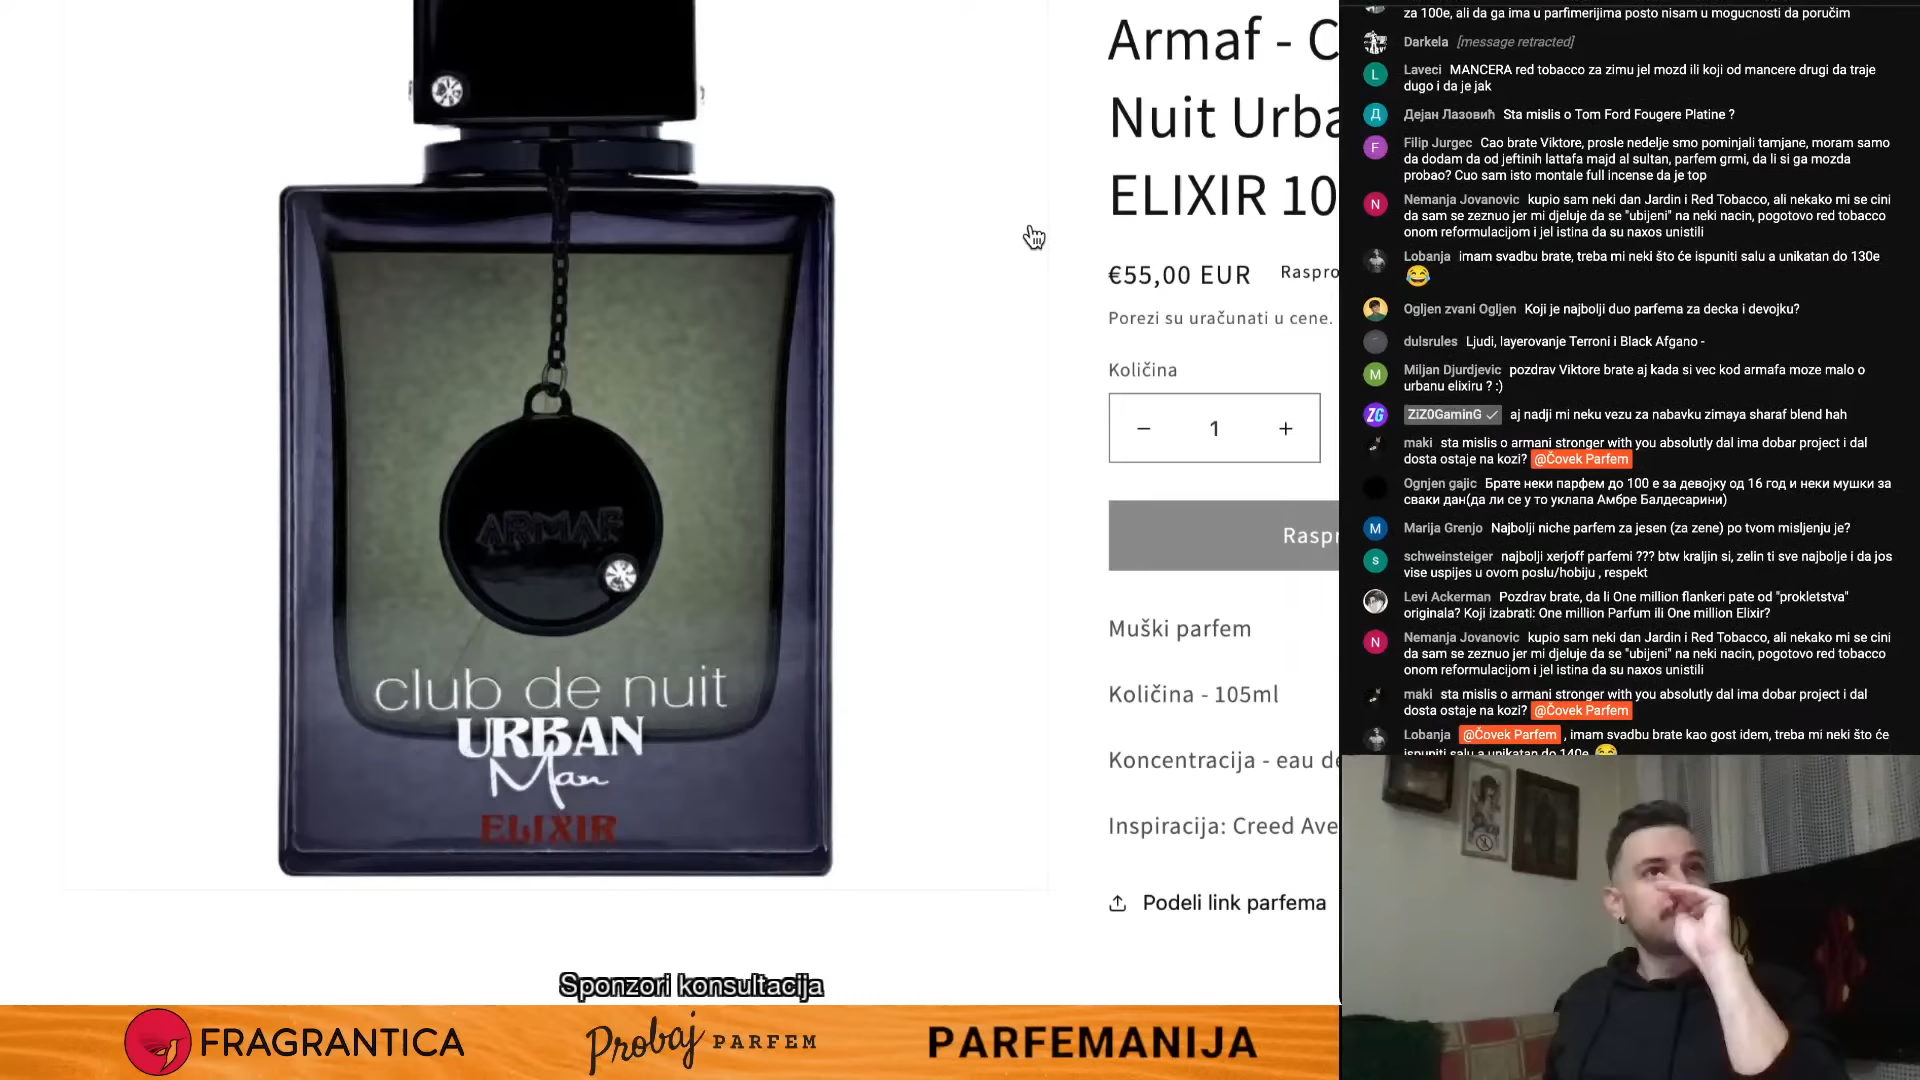 Armaf - C
Nuit Urba
ELIXIR 10
€55,00 EUR
Raspro
Porezi su uračunati u cene.
Količina
− 1 +
Raspr
Muški parfem
Količina - 105ml
Koncentracija - eau de
Inspiracija: Creed Ave
Podeli link parfema
ARMAF
club de nuit
URBAN
Man
ELIXIR
Sponzori konsultacija
FRAGRANTICA
Probaj PARFEM
PARFEMANIJA
za 100e, ali da ga ima u parfimerijima posto nisam u mogucnosti da poručim
Darkela [message retracted]
L Laveci MANCERA red tobacco za zimu jel mozd ili koji od mancere drugi da traje
dugo i da je jak
Д Дејан Лазовић Sta mislis o Tom Ford Fougere Platine ?
F Filip Jurgec Cao brate Viktore, prosle nedelje smo pominjali tamjane, moram samo
da dodam da od jeftinih lattafa majd al sultan, parfem grmi, da li si ga mozda
probao? Cuo sam isto montale full incense da je top
N Nemanja Jovanovic kupio sam neki dan Jardin i Red Tobacco, ali nekako mi se cini
da sam se zeznuo jer mi djeluje da se "ubijeni" na neki nacin, pogotovo red tobacco
onom reformulacijom i jel istina da su naxos unistili
Lobanja imam svadbu brate, treba mi neki što će ispuniti salu a unikatan do 130e
😂
Ogljen zvani Ogljen Koji je najbolji duo parfema za decka i devojku?
dulsrules Ljudi, layerovanje Terroni i Black Afgano -
M Miljan Djurdjevic pozdrav Viktore brate aj kada si vec kod armafa moze malo o
urbanu elixiru ? :)
ZG ZiZ0GaminG aj nadji mi neku vezu za nabavku zimaya sharaf blend hah
maki sta mislis o armani stronger with you absolutly dal ima dobar project i dal
dosta ostaje na kozi? @Čovek Parfem
Ognjen gajic Брате неки парфем до 100 е за девојку од 16 год и неки мушки за
сваки дан(да ли се у то уклапа Амбре Балдесарини)
M Marija Grenjo Najbolji niche parfem za jesen (za zene) po tvom misljenju je?
s schweinsteiger najbolji xerjoff parfemi ??? btw kraljin si, zelin ti sve najbolje i da jos
vise uspijes u ovom poslu/hobiju , respekt
Levi Ackerman Pozdrav brate, da li One million flankeri pate od "prokletstva"
originala? Koji izabrati: One million Parfum ili One million Elixir?
N Nemanja Jovanovic kupio sam neki dan Jardin i Red Tobacco, ali nekako mi se cini
da sam se zeznuo jer mi djeluje da se "ubijeni" na neki nacin, pogotovo red tobacco
onom reformulacijom i jel istina da su naxos unistili
maki sta mislis o armani stronger with you absolutly dal ima dobar project i dal
dosta ostaje na kozi? @Čovek Parfem
Lobanja @Čovek Parfem , imam svadbu brate kao gost idem, treba mi neki što će
ispuniti salu a unikatan do 140e 😂